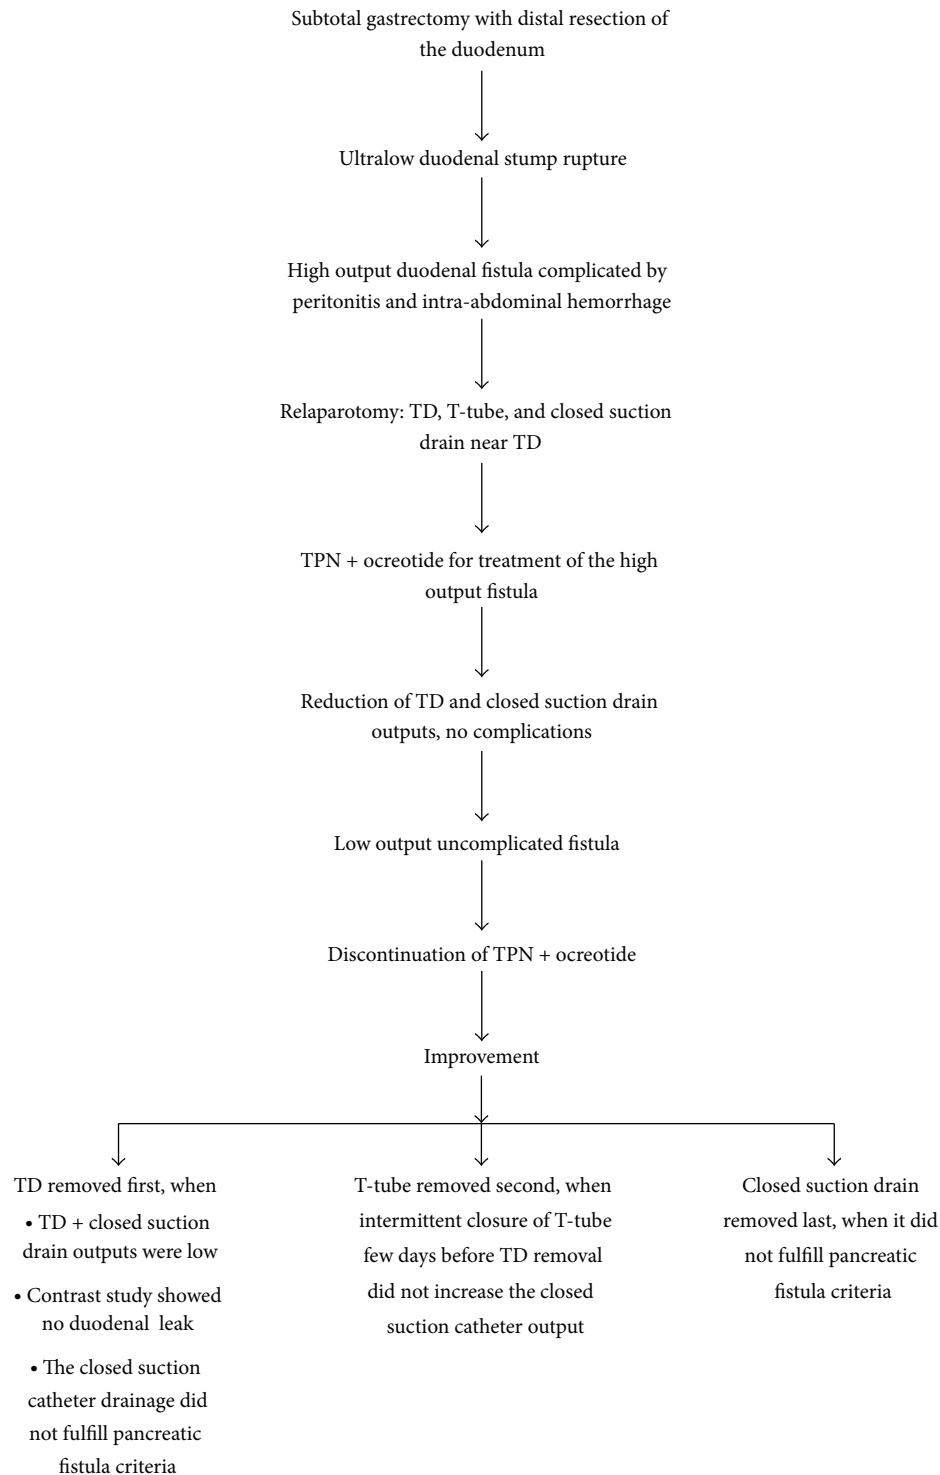 Subtotal gastrectomy with distal resection of
the duodenum
Ultralow duodenal stump rupture
High output duodenal fistula complicated by
peritonitis and intra-abdominal hemorrhage
Relaparotomy: TD, T-tube, and closed suction
drain near TD
TPN + ocreotide for treatment of the high
output fistula
Reduction of TD and closed suction drain
outputs, no complications
Low output uncomplicated fistula
Discontinuation of TPN + ocreotide
Improvement
TD removed first, when
• TD + closed suction
drain outputs were low
• Contrast study showed
no duodenal leak
• The closed suction
catheter drainage did
not fulfill pancreatic
fistula criteria
T-tube removed second, when
intermittent closure of T-tube
few days before TD removal
did not increase the closed
suction catheter output
Closed suction drain
removed last, when it did
not fulfill pancreatic
fistula criteria